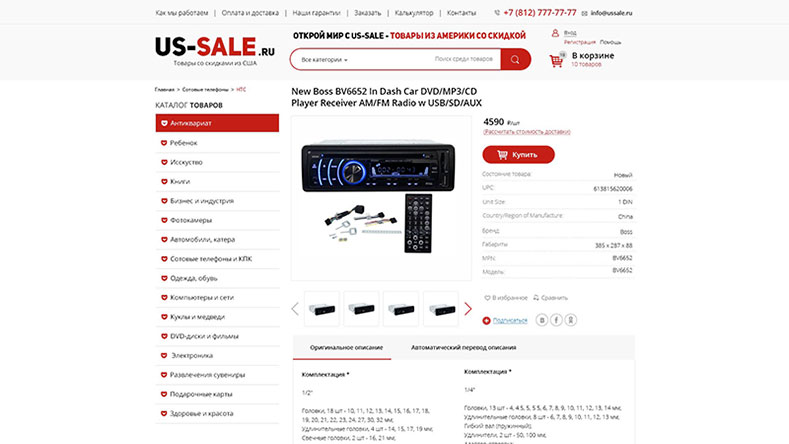 Как мы работаем | Оплата и доставка | Наши гарантии | Заказать | Калькулятор | Контакты
+7 (812) 777-77-77
info@ussale.ru
US-SALE.RU
Товары со скидками из США
ОТКРОЙ МИР С US-SALE - ТОВАРЫ ИЗ АМЕРИКИ СО СКИДКОЙ
Все категории
Поиск среди товаров
Вход
Регистрация Помощь
В корзине
10 товаров
Главная » Сотовые телефоны » HTC
КАТАЛОГ ТОВАРОВ
Антиквариат
Ребенок
Исскуство
Книги
Бизнес и индустрия
Фотокамеры
Автомобили, катера
Сотовые телефоны и КПК
Одежда, обувь
Компьютеры и сети
Куклы и медведи
DVD-диски и фильмы
Электроника
Развлечения сувениры
Подарочные карты
Здоровье и красота
New Boss BV6652 In Dash Car DVD/MP3/CD
Player Receiver AM/FM Radio w USB/SD/AUX
4590 ₽/шт
(Рассчитать стоимость доставки)
Купить
Состояние товара: Новый
UPC: 613815620006
Unit Size 1 DIN
Country/Region of Manufacture: China
Бренд: Boss
Габариты 385 x 287 x 88
MPN: BV6652
Модель: BV6652
В избранное
Сравнить
Подписаться
Оригинальное описание
Автоматический перевод описания
Комплектация *
1/2"
Головки, 18 шт - 10, 11, 12, 13, 14, 15, 16, 17, 18,
19, 20, 21, 22, 23, 24, 27, 30, 32 мм;
Удлинительные головки, 4 шт - 14, 15, 17, 19 мм;
Свечные головки, 2 шт - 16, 21 мм;
Комплектация *
1/4"
Головки, 13 шт - 4, 4.5, 5, 5.5, 6, 7, 8, 9, 10, 11, 12, 13, 14 мм;
Удлинительные головки, 8 шт - 6, 7, 8, 9, 10, 11, 12, 13 мм;
Гибкий вал (пружинный);
Удлинители, 2 шт - 50, 100 мм;